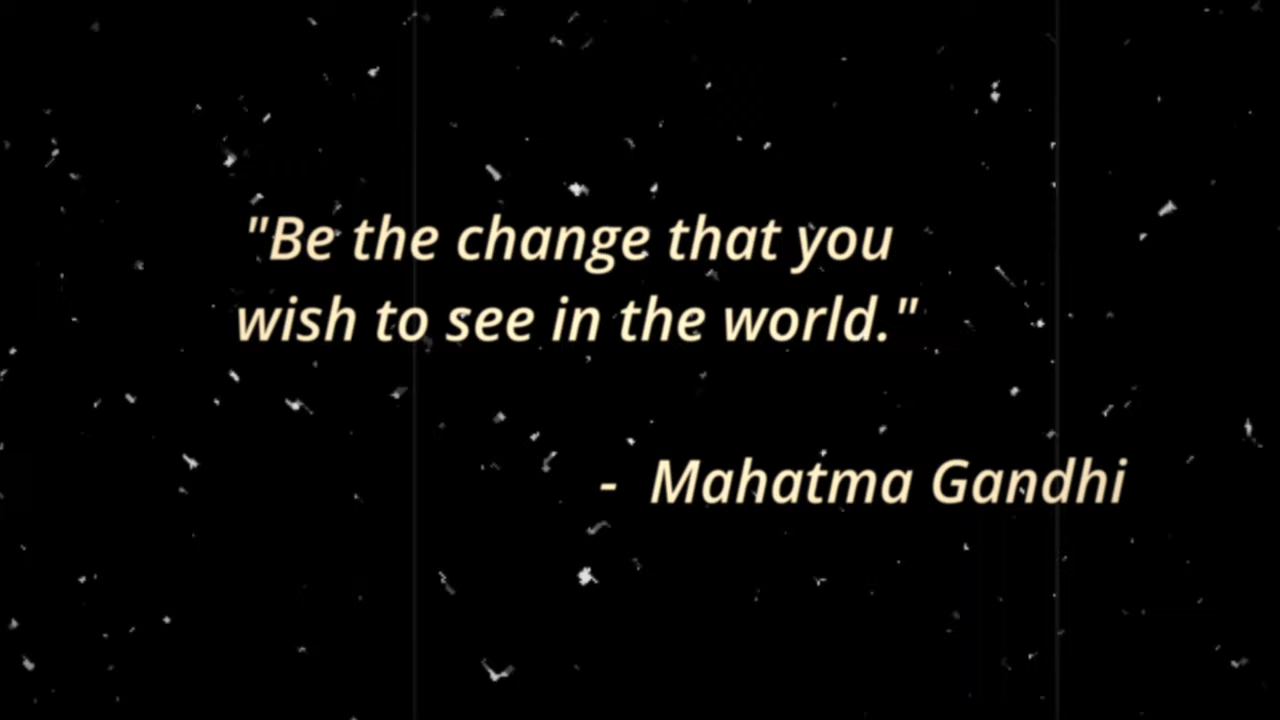 "Be the change that you
wish to see in the world."
- Mahatma Gandhi